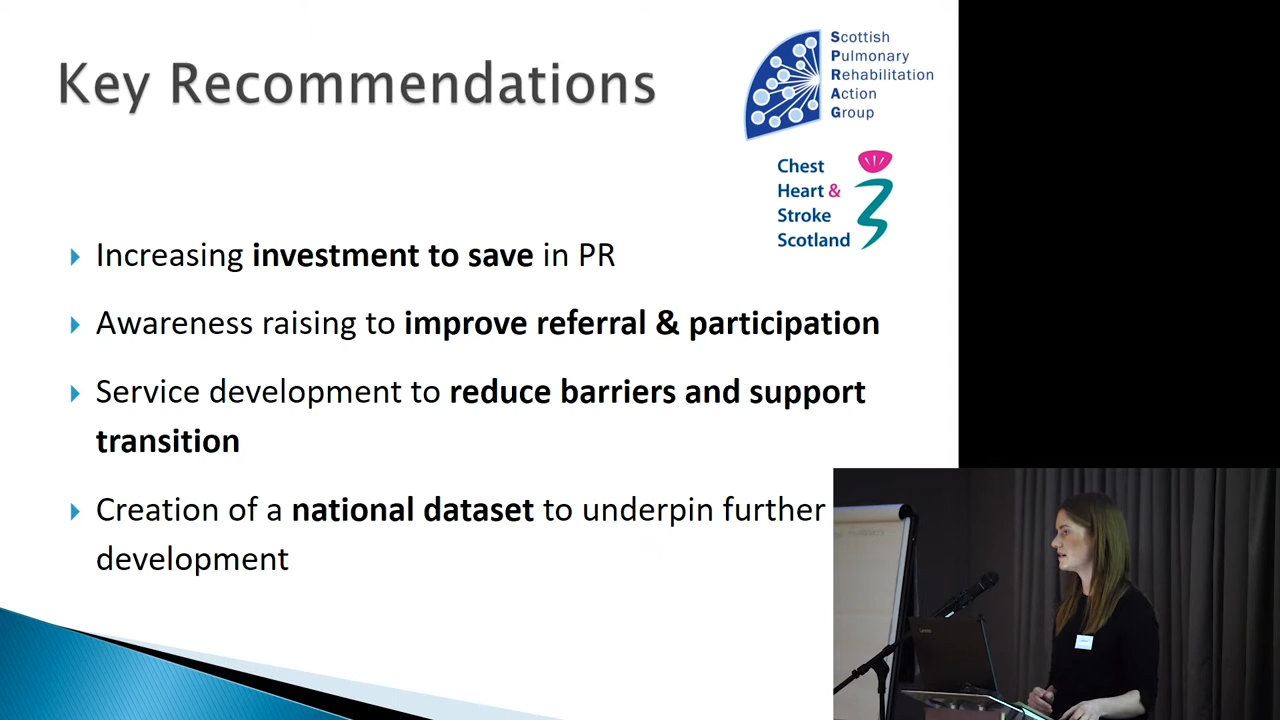 Key Recommendations
Scottish
Pulmonary
Rehabilitation
Action
Group
Chest
Heart &
Stroke
Scotland
Increasing investment to save in PR
Awareness raising to improve referral & participation
Service development to reduce barriers and support
transition
Creation of a national dataset to underpin further
development